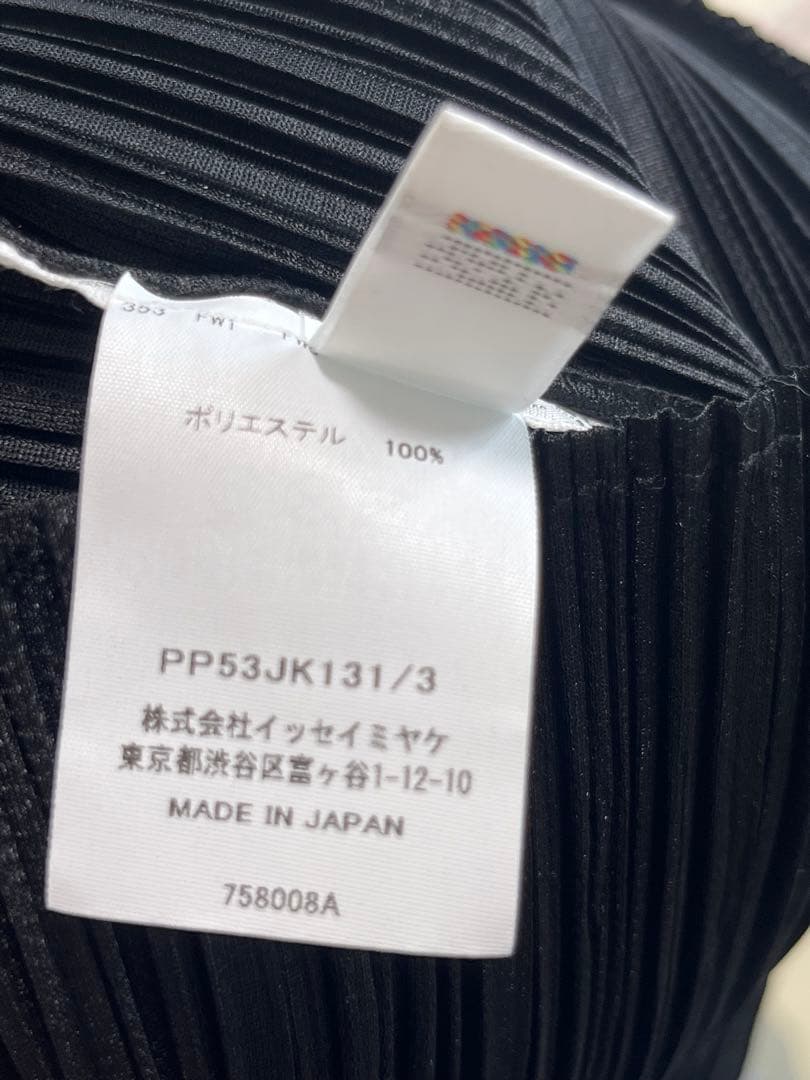 353
ポリエステル 100%
PP53JK131/3
株式会社イッセイミヤケ
東京都渋谷区富ヶ谷1-12-10
MADE IN JAPAN
758008A